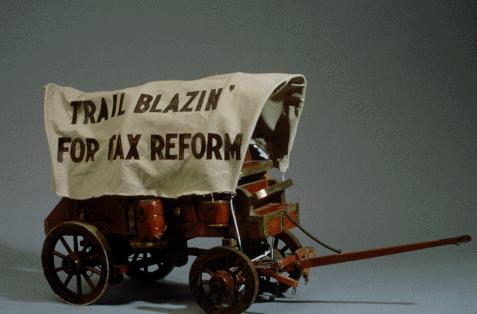 TRAIL BLAZIN'
FOR TAX REFORM